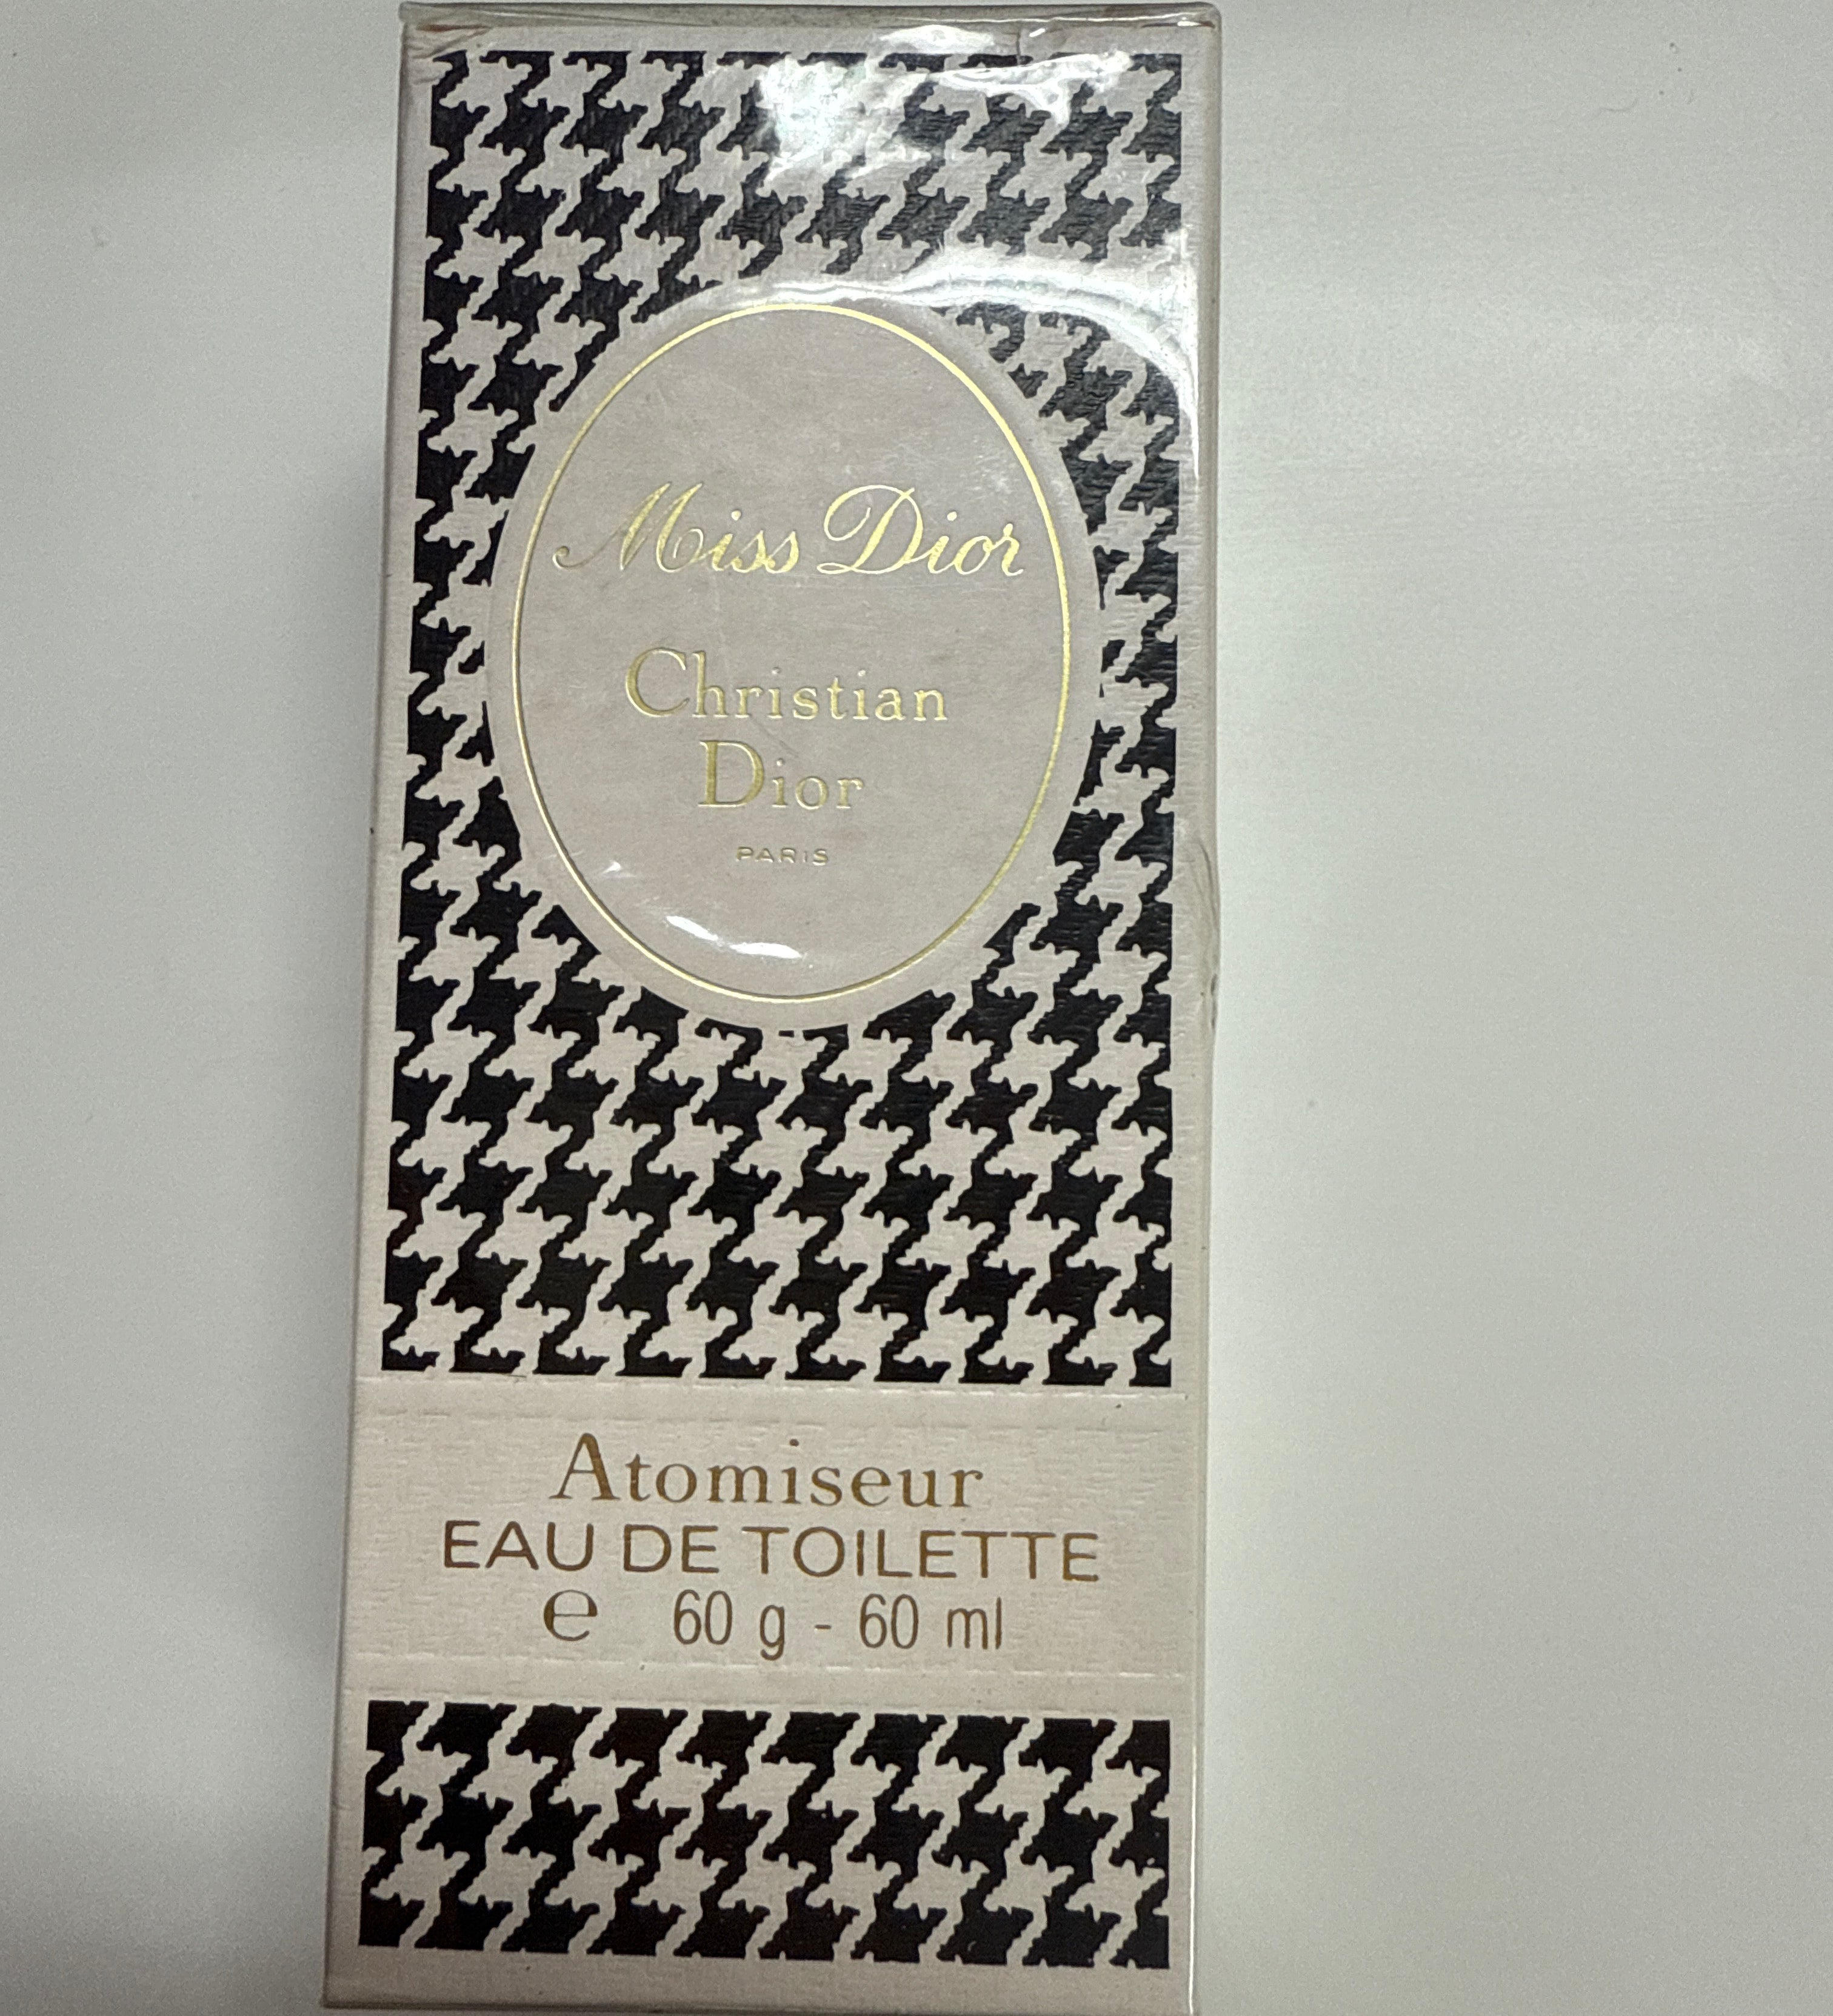 Miss Dior
Christian
Dior
PARIS
Atomiseur
EAU DE TOILETTE
℮ 60 g - 60 ml